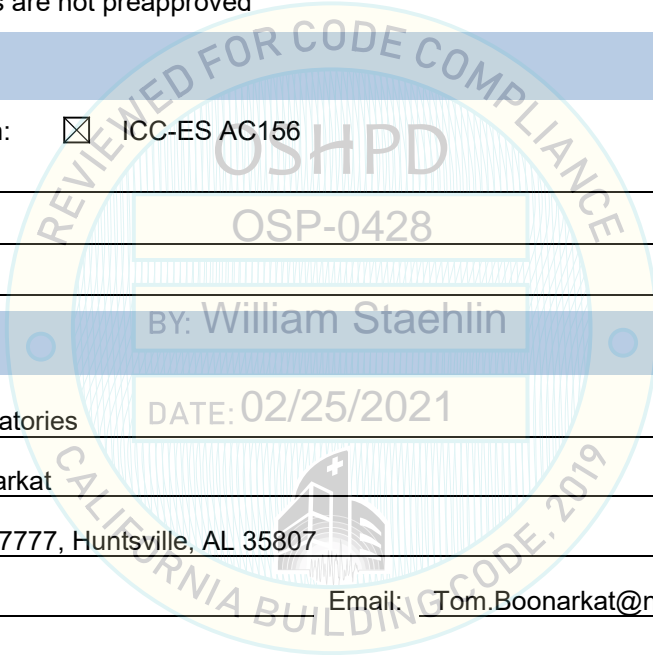 s are not preapproved
REVIEWED FOR CODE COMPLIANCE
: ☒ ICC-ES AC156
OSHPD
OSP-0428
BY: William Staehlin
DATE: 02/25/2021
atories
arkat
7777, Huntsville, AL 35807
Email: Tom.Boonarkat@n
CALIFORNIA BUILDING CODE, 2019